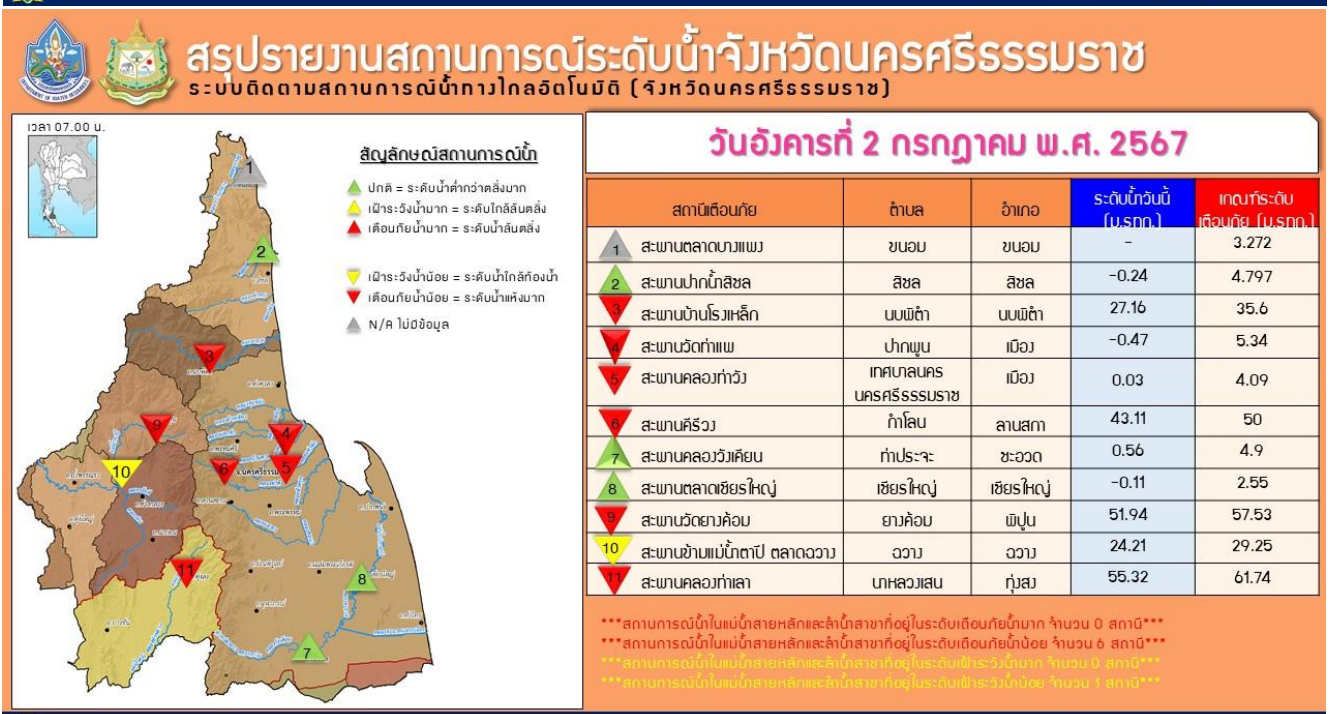 สรุปรายงานสถานการณ์ระดับน้ำจังหวัดนครศรีธรรมราช
ระบบติดตามสถานการณ์น้ำทางไกลอัตโนมัติ (จังหวัดนครศรีธรรมราช)
เวลา 07.00 น.
สัญลักษณ์สถานการณ์น้ำ
ปกติ = ระดับน้ำต่ำกว่าตลิ่งมาก
เฝ้าระวังน้ำมาก = ระดับใกล้ล้นตลิ่ง
เตือนภัยน้ำมาก = ระดับน้ำล้นตลิ่ง
เฝ้าระวังน้ำน้อย = ระดับน้ำใกล้ท้องน้ำ
เตือนภัยน้ำน้อย = ระดับน้ำแห้งมาก
N/A ไม่มีข้อมูล
1
2
3
9
4
10
6
5
11
8
7
วันอังคารที่ 2 กรกฎาคม พ.ศ. 2567
สถานีเตือนภัย ตำบล อำเภอ ระดับน้ำวันนี้ (ม.รทก.) เกณฑ์ระดับเตือนภัย (ม.รทก.)
1 สะพานตลาดบางแพง ขนอม ขนอม - 3.272
2 สะพานปากน้ำสิชล สิชล สิชล -0.24 4.797
3 สะพานบ้านโรงเหล็ก นบพิตำ นบพิตำ 27.16 35.6
4 สะพานวัดท่าแพ ปากพูน เมือง -0.47 5.34
5 สะพานคลองท่าวัง เทศบาลนครนครศรีธรรมราช เมือง 0.03 4.09
6 สะพานคีรีวง กำโลน ลานสกา 43.11 50
7 สะพานคลองวังเคียน ท่าประจะ ชะอวด 0.56 4.9
8 สะพานตลาดเชียรใหญ่ เชียรใหญ่ เชียรใหญ่ -0.11 2.55
9 สะพานวัดยางค้อม ยางค้อม พิปูน 51.94 57.53
10 สะพานข้ามแม่น้ำตาปี ตลาดฉวาง ฉวาง ฉวาง 24.21 29.25
11 สะพานคลองท่าเลา นาหลวงเสน ทุ่งสง 55.32 61.74
***สถานการณ์น้ำในแม่น้ำสายหลักและลำน้ำสาขาที่อยู่ในระดับเตือนภัยน้ำมาก จำนวน 0 สถานี***
***สถานการณ์น้ำในแม่น้ำสายหลักและลำน้ำสาขาที่อยู่ในระดับเตือนภัยน้ำน้อย จำนวน 6 สถานี***
***สถานการณ์น้ำในแม่น้ำสายหลักและลำน้ำสาขาที่อยู่ในระดับเฝ้าระวังน้ำมาก จำนวน 0 สถานี***
***สถานการณ์น้ำในแม่น้ำสายหลักและลำน้ำสาขาที่อยู่ในระดับเฝ้าระวังน้ำน้อย จำนวน 1 สถานี***